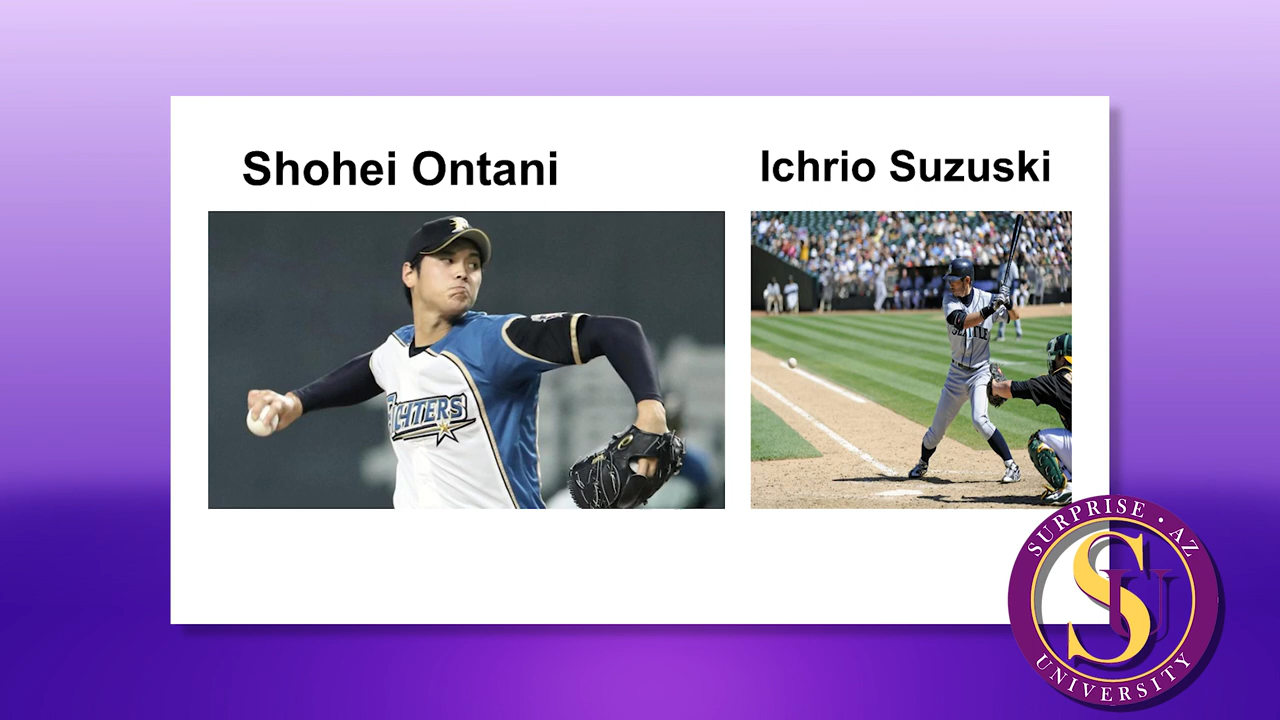 Shohei Ontani
Ichrio Suzuski
FIGHTERS
SEATTLE
SURPRISE · AZ
SU
UNIVERSITY